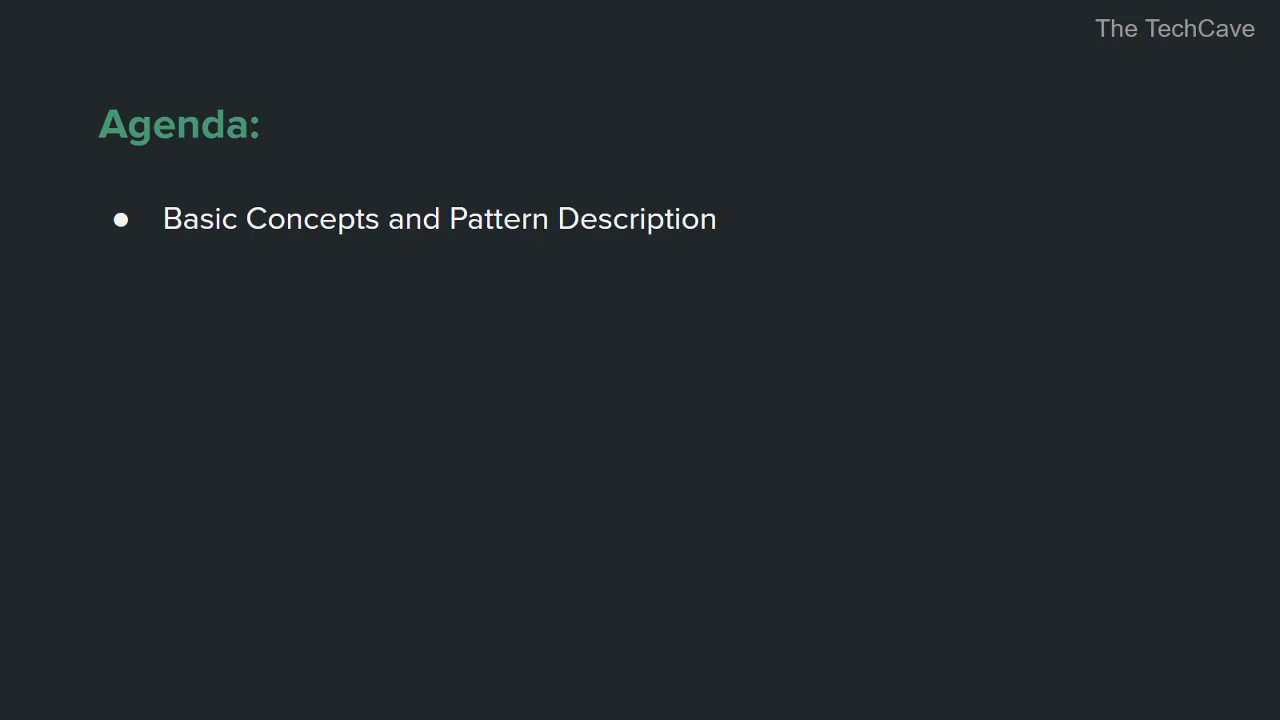 The TechCave
Agenda:
● Basic Concepts and Pattern Description